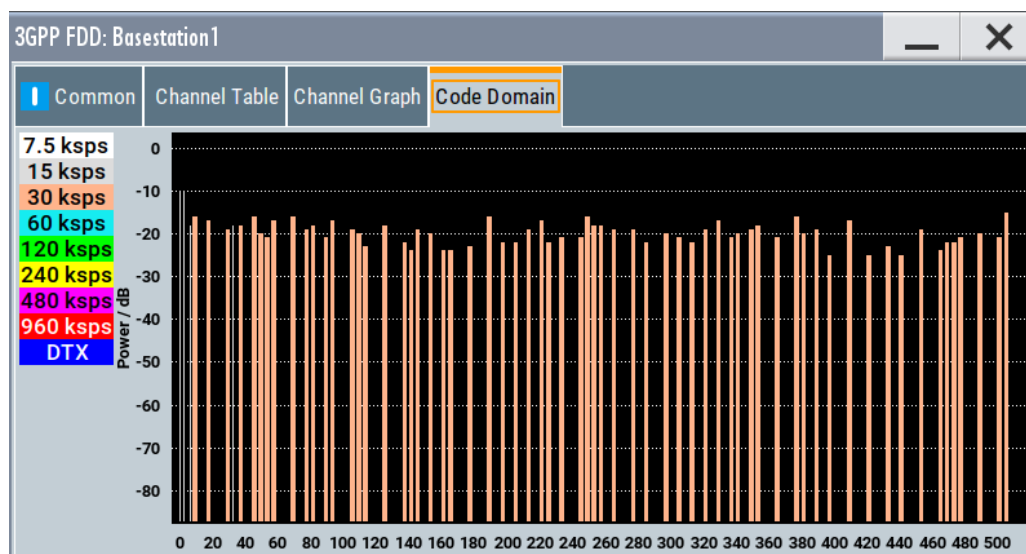 3GPP FDD: Basestation1
Common Channel Table Channel Graph Code Domain
7.5 ksps
15 ksps
30 ksps
60 ksps
120 ksps
240 ksps
480 ksps
960 ksps
DTX
Power / dB
0
-10
-20
-30
-40
-50
-60
-70
-80
0 20 40 60 80 100 120 140 160 180 200 220 240 260 280 300 320 340 360 380 400 420 440 460 480 500